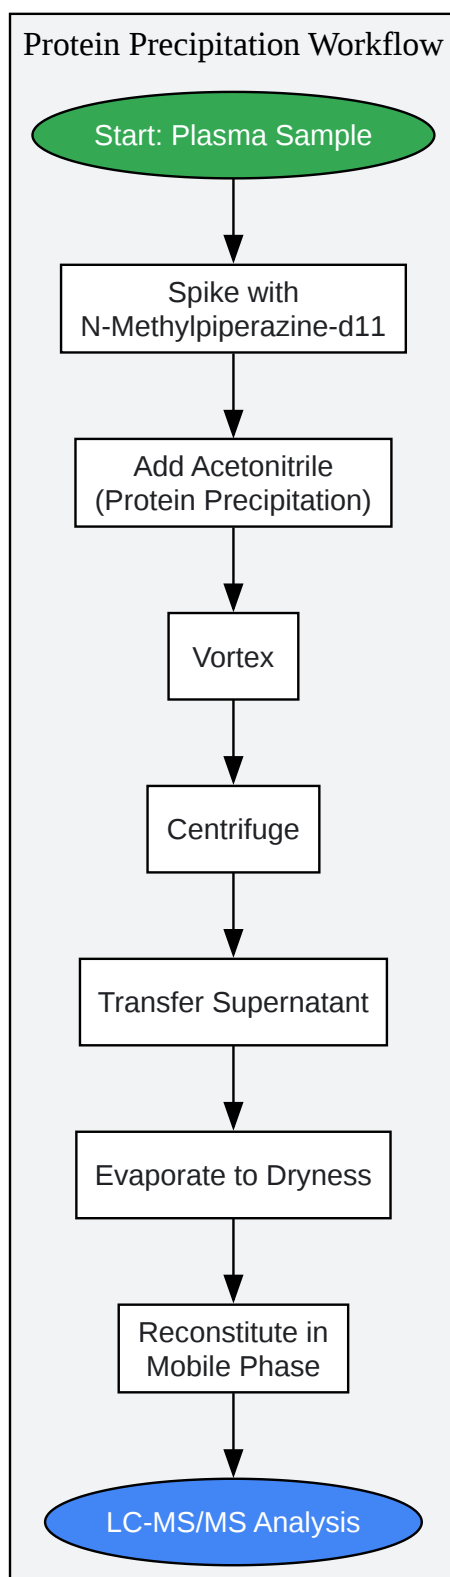 Protein Precipitation Workflow
Start: Plasma Sample
Spike with
N-Methylpiperazine-d11
Add Acetonitrile
(Protein Precipitation)
Vortex
Centrifuge
Transfer Supernatant
Evaporate to Dryness
Reconstitute in
Mobile Phase
LC-MS/MS Analysis